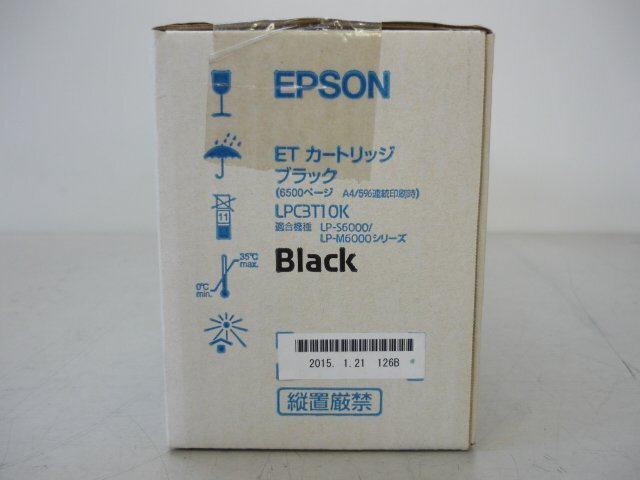 EPSON
ET カートリッジ
ブラック
(6500ページ A4/5%連続印刷時)
LPC3T10K
適合機種 LP-S6000/
LP-M6000シリーズ
Black
11
35℃
max.
0℃
min.
2015. 1.21 126B
縦置厳禁